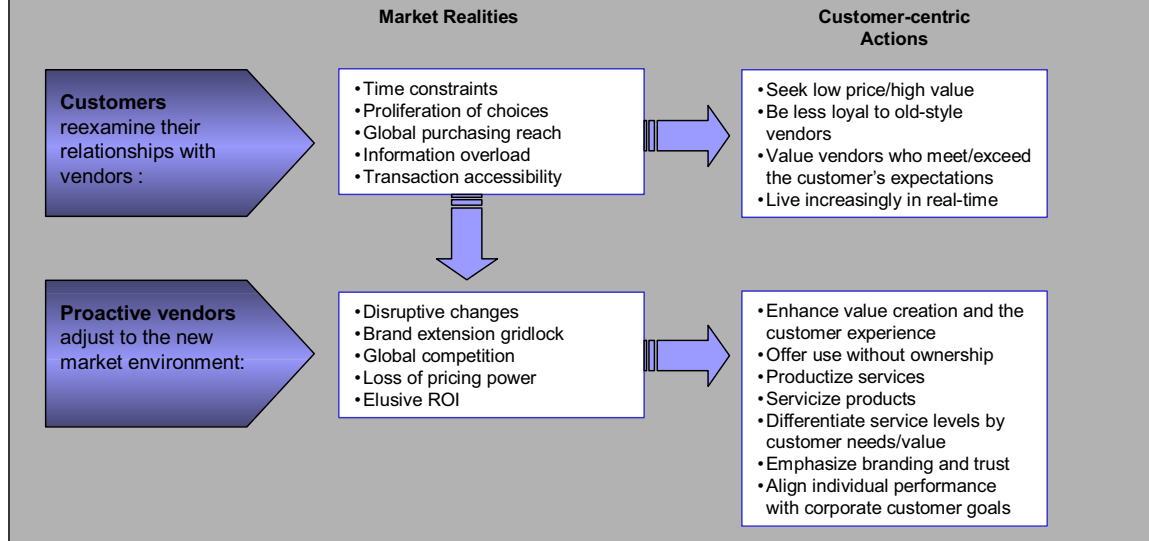 Market Realities
Customer-centric
Actions
Customers
reexamine their
relationships with
vendors :
•Time constraints
•Proliferation of choices
•Global purchasing reach
•Information overload
•Transaction accessibility
•Seek low price/high value
•Be less loyal to old-style
vendors
•Value vendors who meet/exceed
the customer's expectations
•Live increasingly in real-time
Proactive vendors
adjust to the new
market environment:
•Disruptive changes
•Brand extension gridlock
•Global competition
•Loss of pricing power
•Elusive ROI
•Enhance value creation and the
customer experience
•Offer use without ownership
•Productize services
•Servicize products
•Differentiate service levels by
customer needs/value
•Emphasize branding and trust
•Align individual performance
with corporate customer goals